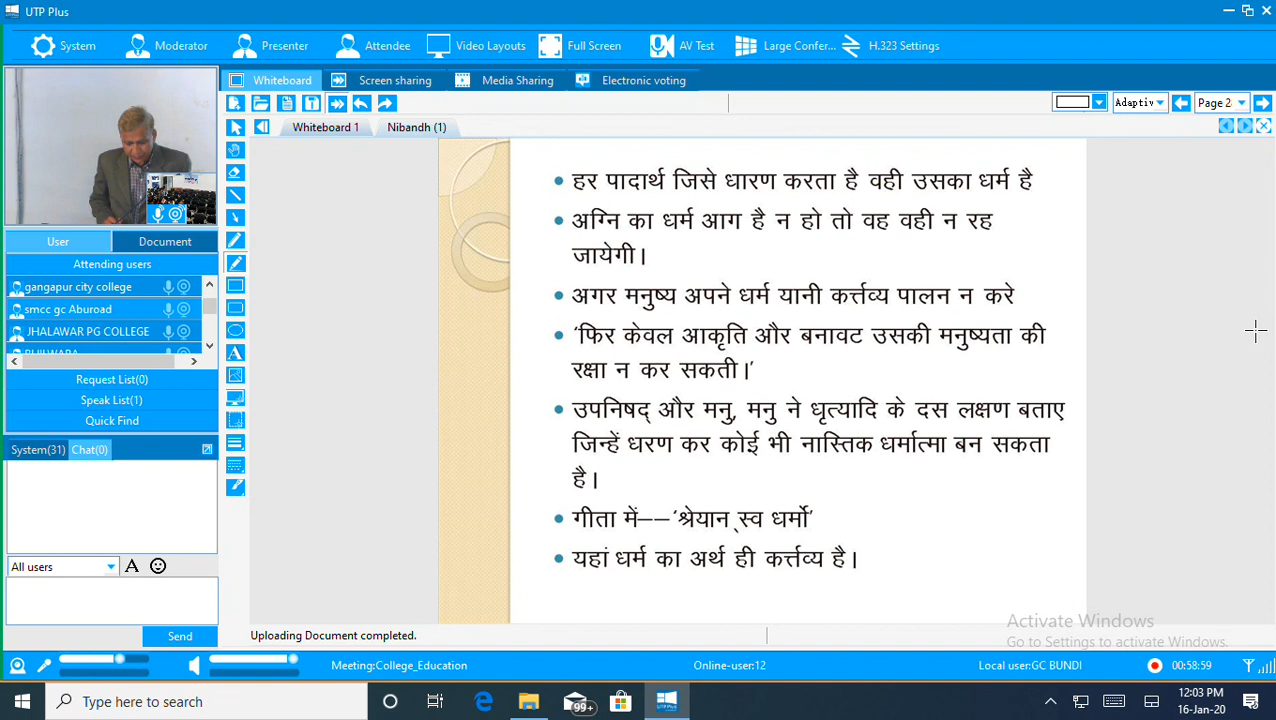 UTP Plus
System Moderator Presenter Attendee Video Layouts Full Screen AV Test Large Confer... H.323 Settings
Whiteboard Screen sharing Media Sharing Electronic voting
Adaptiv Page 2
Whiteboard 1 Nibandh (1)
User Document
Attending users
gangapur city college
smcc gc Aburoad
JHALAWAR PG COLLEGE
Request List(0)
Speak List(1)
Quick Find
System(31) Chat(0)
All users
Send
• हर पादार्थ जिसे धारण करता है वही उसका धर्म है
• अग्नि का धर्म आग है न हो तो वह वही न रह
जायेगी।
• अगर मनुष्य अपने धर्म यानी कर्त्तव्य पालन न करे
• ‘फिर केवल आकृति और बनावट उसकी मनुष्यता की
रक्षा न कर सकती।’
• उपनिषद् और मनु, मनु ने धृत्यादि के दस लक्षण बताए
जिन्हें धरण कर कोई भी नास्तिक धर्मात्मा बन सकता
है।
• गीता में——‘श्रेयान् स्व धर्मो’
• यहां धर्म का अर्थ ही कर्त्तव्य है।
Activate Windows
Go to Settings to activate Windows.
Uploading Document completed.
Meeting:College_Education Online-user:12 Local user:GC BUNDI 00:58:59
Type here to search 99+ 12:03 PM
16-Jan-20